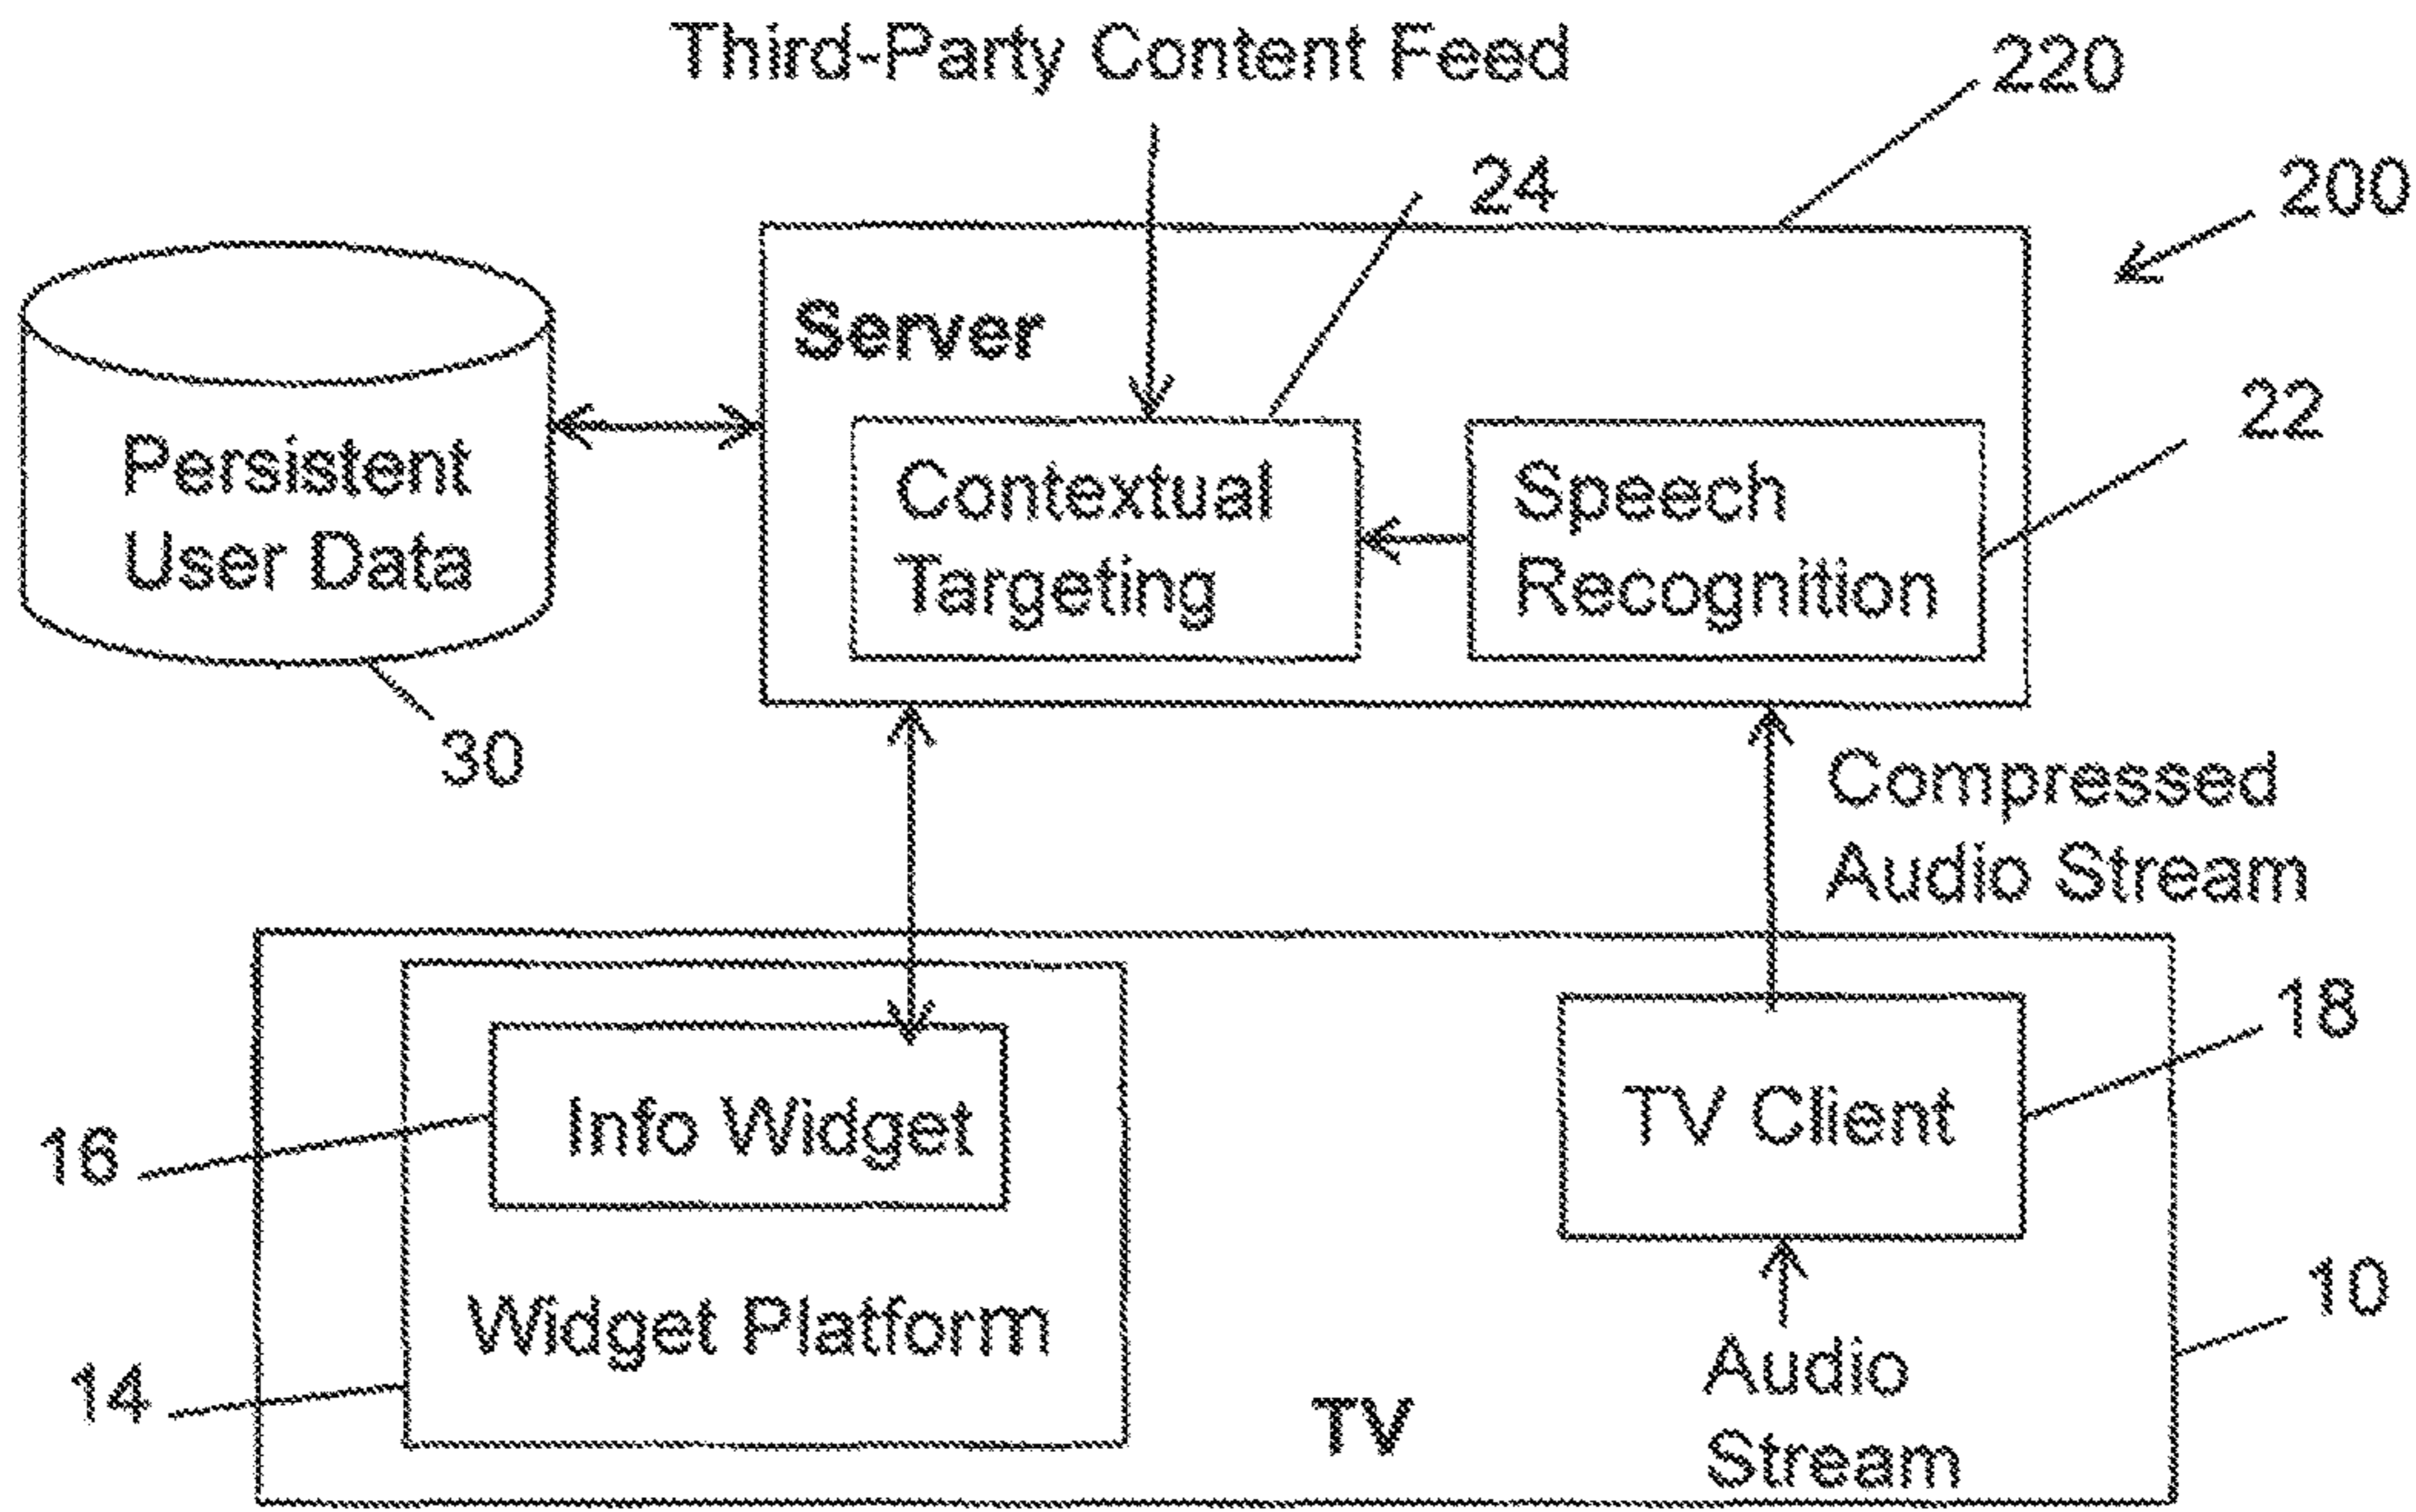 Third-Party Content Feed
220
24
200
Server
22
Persistent
User Data
Contextual
Targeting
Speech
Recognition
30
Compressed
Audio Stream
18
Info Widget
TV Client
16
10
Widget Platform
14
TV
Audio
Stream